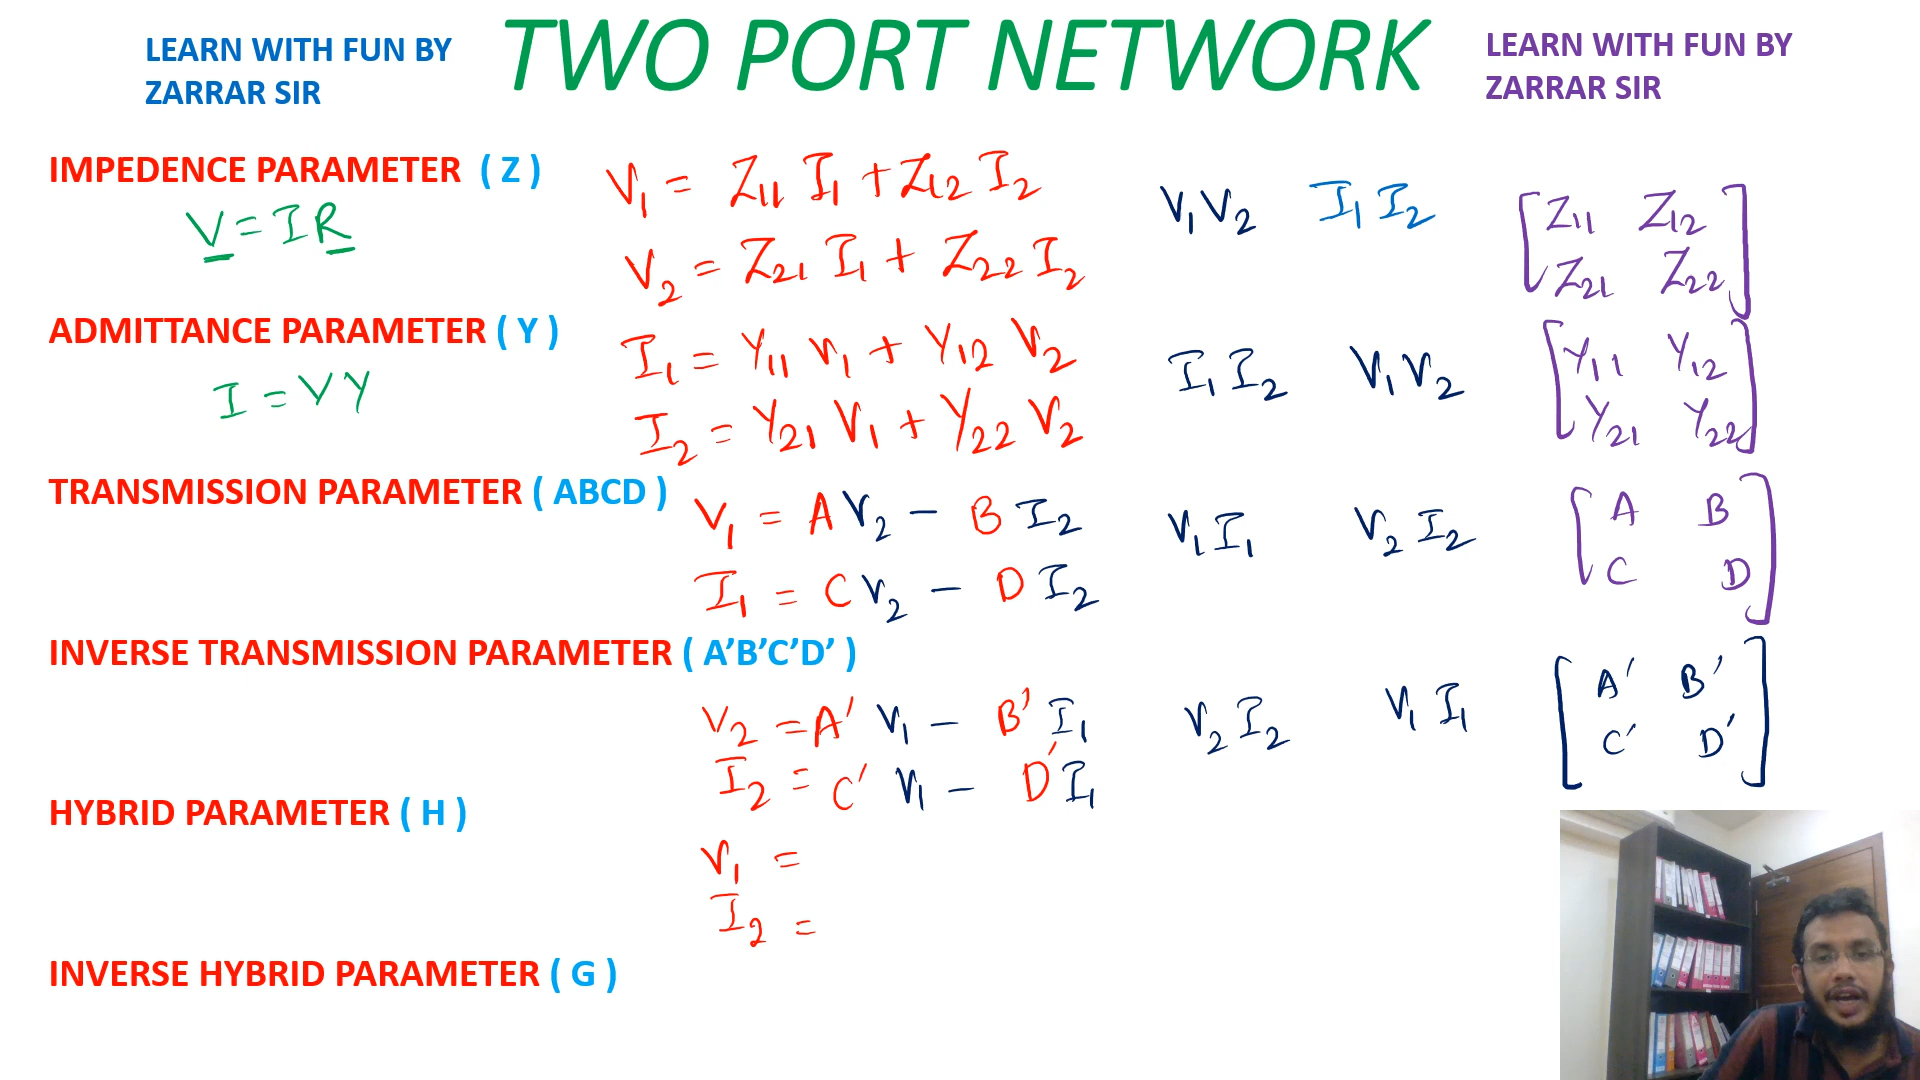 LEARN WITH FUN BY
ZARRAR SIR
TWO PORT NETWORK
LEARN WITH FUN BY
ZARRAR SIR
IMPEDENCE PARAMETER ( Z )
V = I R
V1 = Z11 I1 + Z12 I2
V2 = Z21 I1 + Z22 I2
V1 V2 I1 I2
Z11 Z12
Z21 Z22
ADMITTANCE PARAMETER ( Y )
I = V Y
I1 = Y11 V1 + Y12 V2
I2 = Y21 V1 + Y22 V2
I1 I2 V1 V2
Y11 Y12
Y21 Y22
TRANSMISSION PARAMETER ( ABCD )
V1 = A V2 - B I2
I1 = C V2 - D I2
V1 I1 V2 I2
A B
C D
INVERSE TRANSMISSION PARAMETER ( A’B’C’D’ )
V2 = A' V1 - B' I1
I2 = C' V1 - D' I1
V2 I2 V1 I1
A' B'
C' D'
HYBRID PARAMETER ( H )
V1 =
I2 =
INVERSE HYBRID PARAMETER ( G )